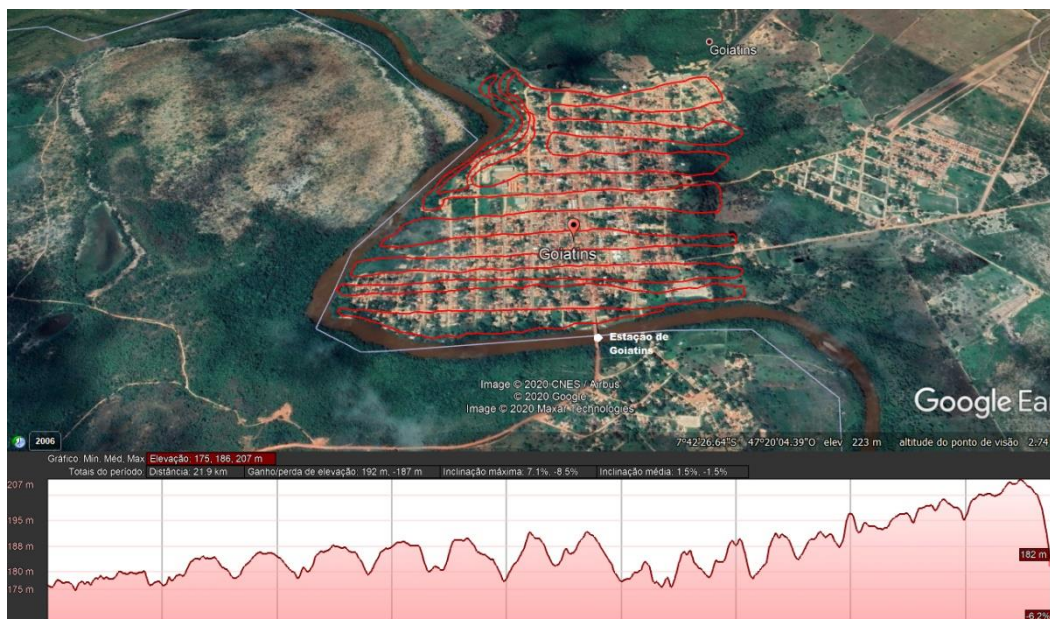 Goiatins
Goiatins
Estação de
Goiatins
Image © 2020 CNES / Airbus
© 2020 Google
Image © 2020 Maxar Technologies
Google Ea
2006
7°42'26.64"S 47°20'04.39"O elev 223 m altitude do ponto de visão 2.74
Gráfico: Min, Méd, Max Elevação: 175, 186, 207 m
Totais do período: Distância: 21.9 km Ganho/perda de elevação: 192 m, -187 m Inclinação máxima: 7.1%, -8.5% Inclinação média: 1.5%, -1.5%
207 m
195 m
188 m
180 m
175 m
182 m
-6.2%